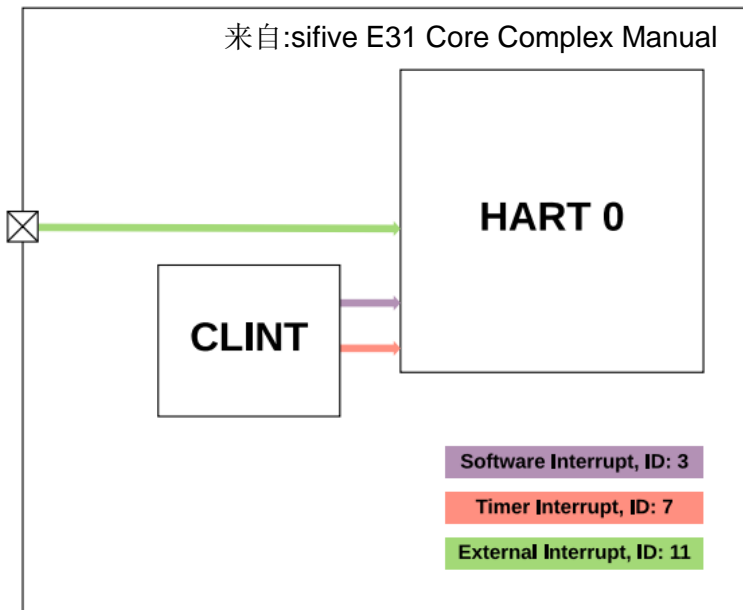 来自:sifive E31 Core Complex Manual
HART 0
CLINT
Software Interrupt, ID: 3
Timer Interrupt, ID: 7
External Interrupt, ID: 11